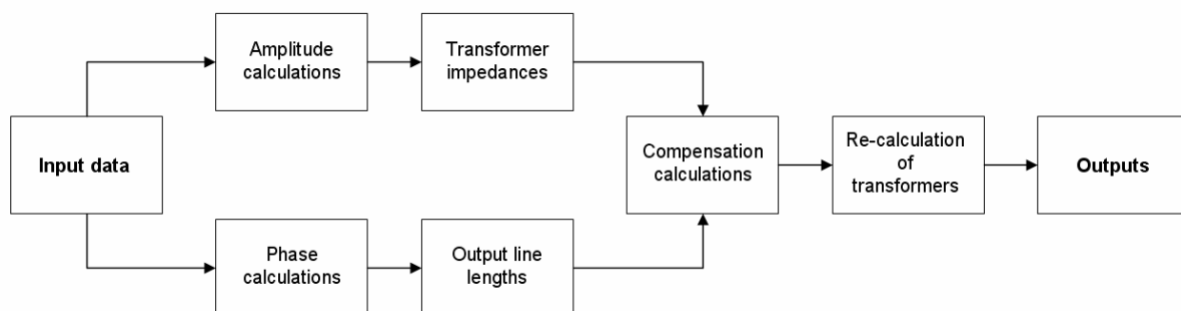 Amplitude
calculations
Transformer
impedances
Input data
Compensation
calculations
Re-calculation
of
transformers
Outputs
Phase
calculations
Output line
lengths